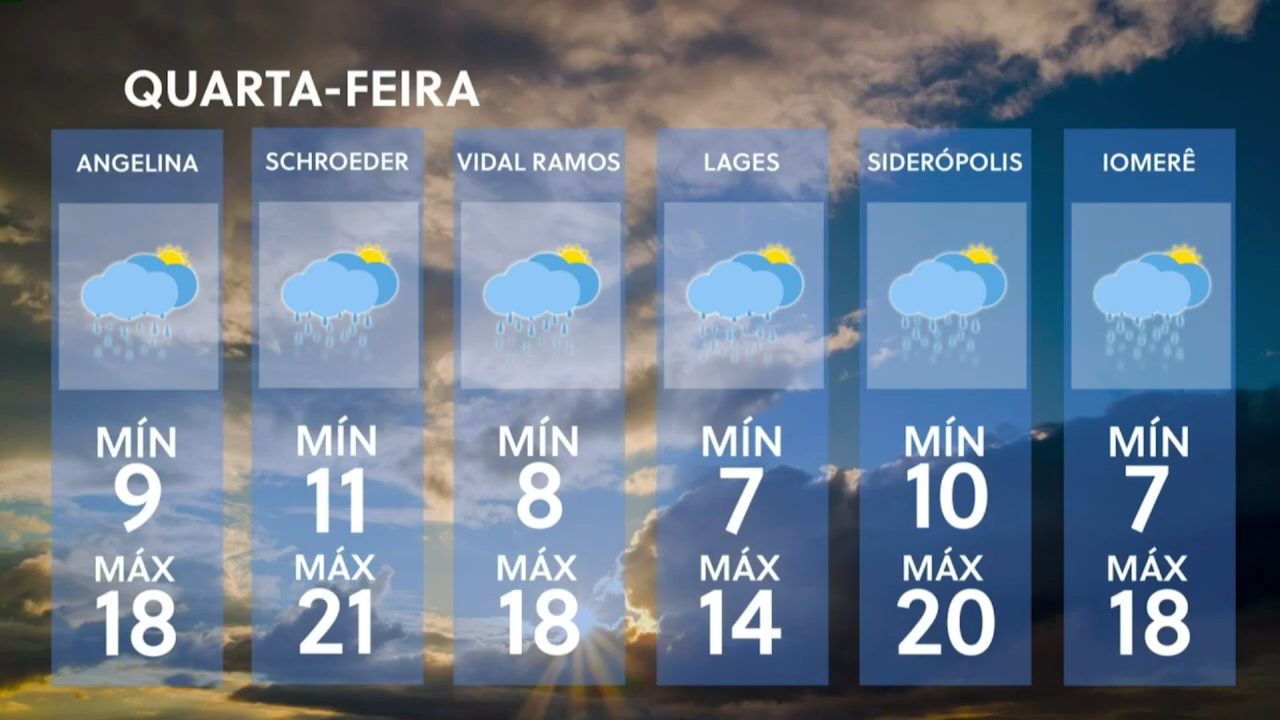 QUARTA-FEIRA
ANGELINA
MÍN
9
MÁX
18
SCHROEDER
MÍN
11
MÁX
21
VIDAL RAMOS
MÍN
8
MÁX
18
LAGES
MÍN
7
MÁX
14
SIDERÓPOLIS
MÍN
10
MÁX
20
IOMERÊ
MÍN
7
MÁX
18